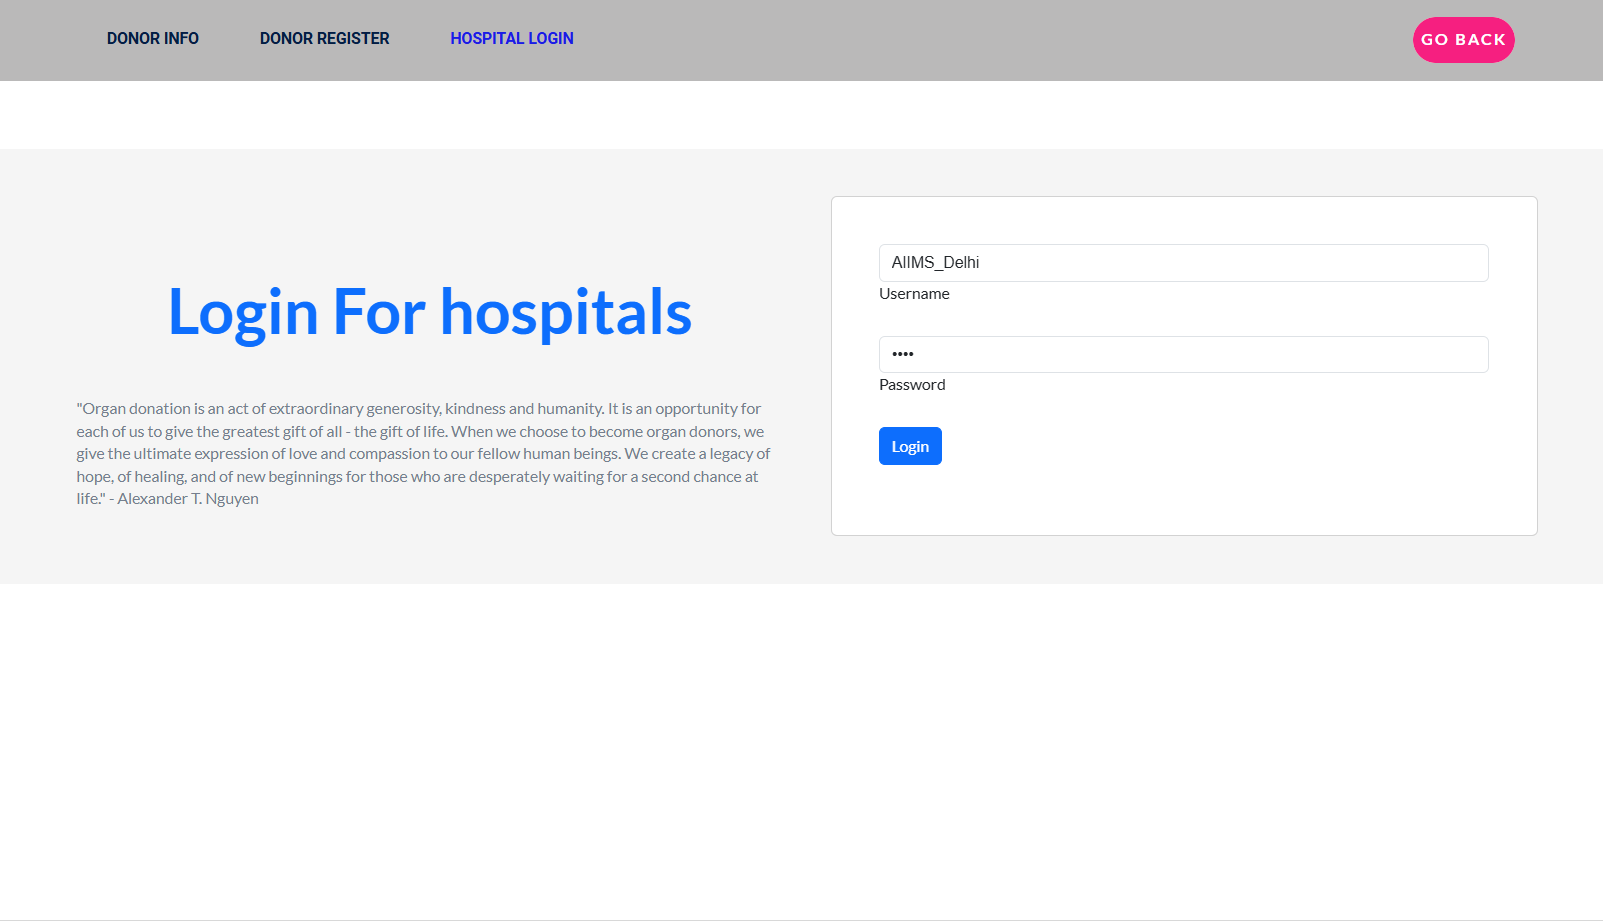 DONOR INFO DONOR REGISTER HOSPITAL LOGIN GO BACK
Login For hospitals
"Organ donation is an act of extraordinary generosity, kindness and humanity. It is an opportunity for
each of us to give the greatest gift of all - the gift of life. When we choose to become organ donors, we
give the ultimate expression of love and compassion to our fellow human beings. We create a legacy of
hope, of healing, and of new beginnings for those who are desperately waiting for a second chance at
life." - Alexander T. Nguyen
AIIMS_Delhi
Username
••••
Password
Login